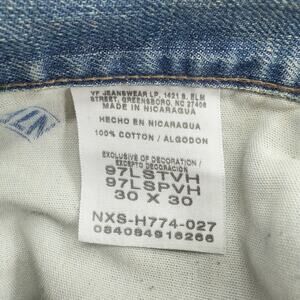 VF JEANSWEAR LP, 1421 S. ELM
STREET, GREENSBORO, NC 27406
MADE IN NICARAGUA
HECHO EN NICARAGUA
100% COTTON / ALGODON
EXCLUSIVE OF DECORATION /
EXCEPTO DECORACION
97LSTVH
97LSPVH
30 X 30
NXS-H774-027
084084916266